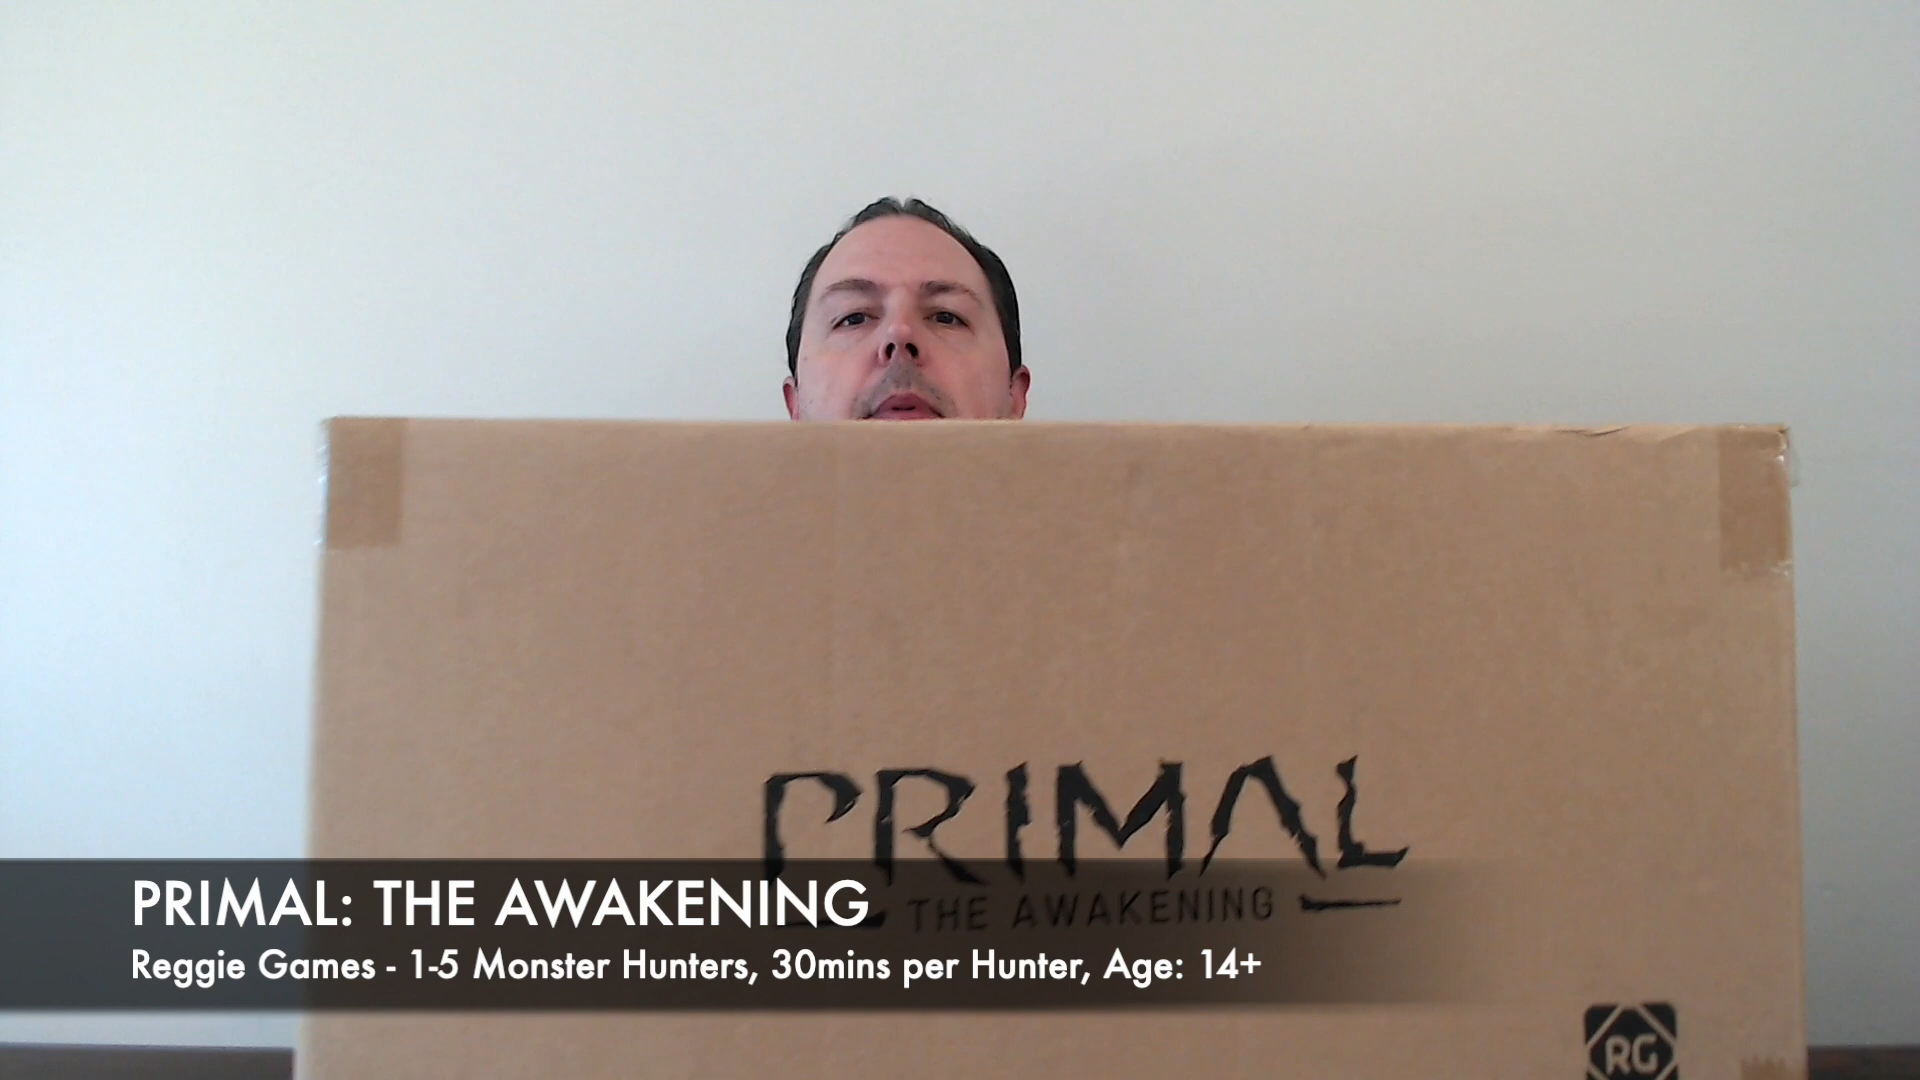 PRIMAL
THE AWAKENING
PRIMAL: THE AWAKENING
Reggie Games - 1-5 Monster Hunters, 30mins per Hunter, Age: 14+
RG